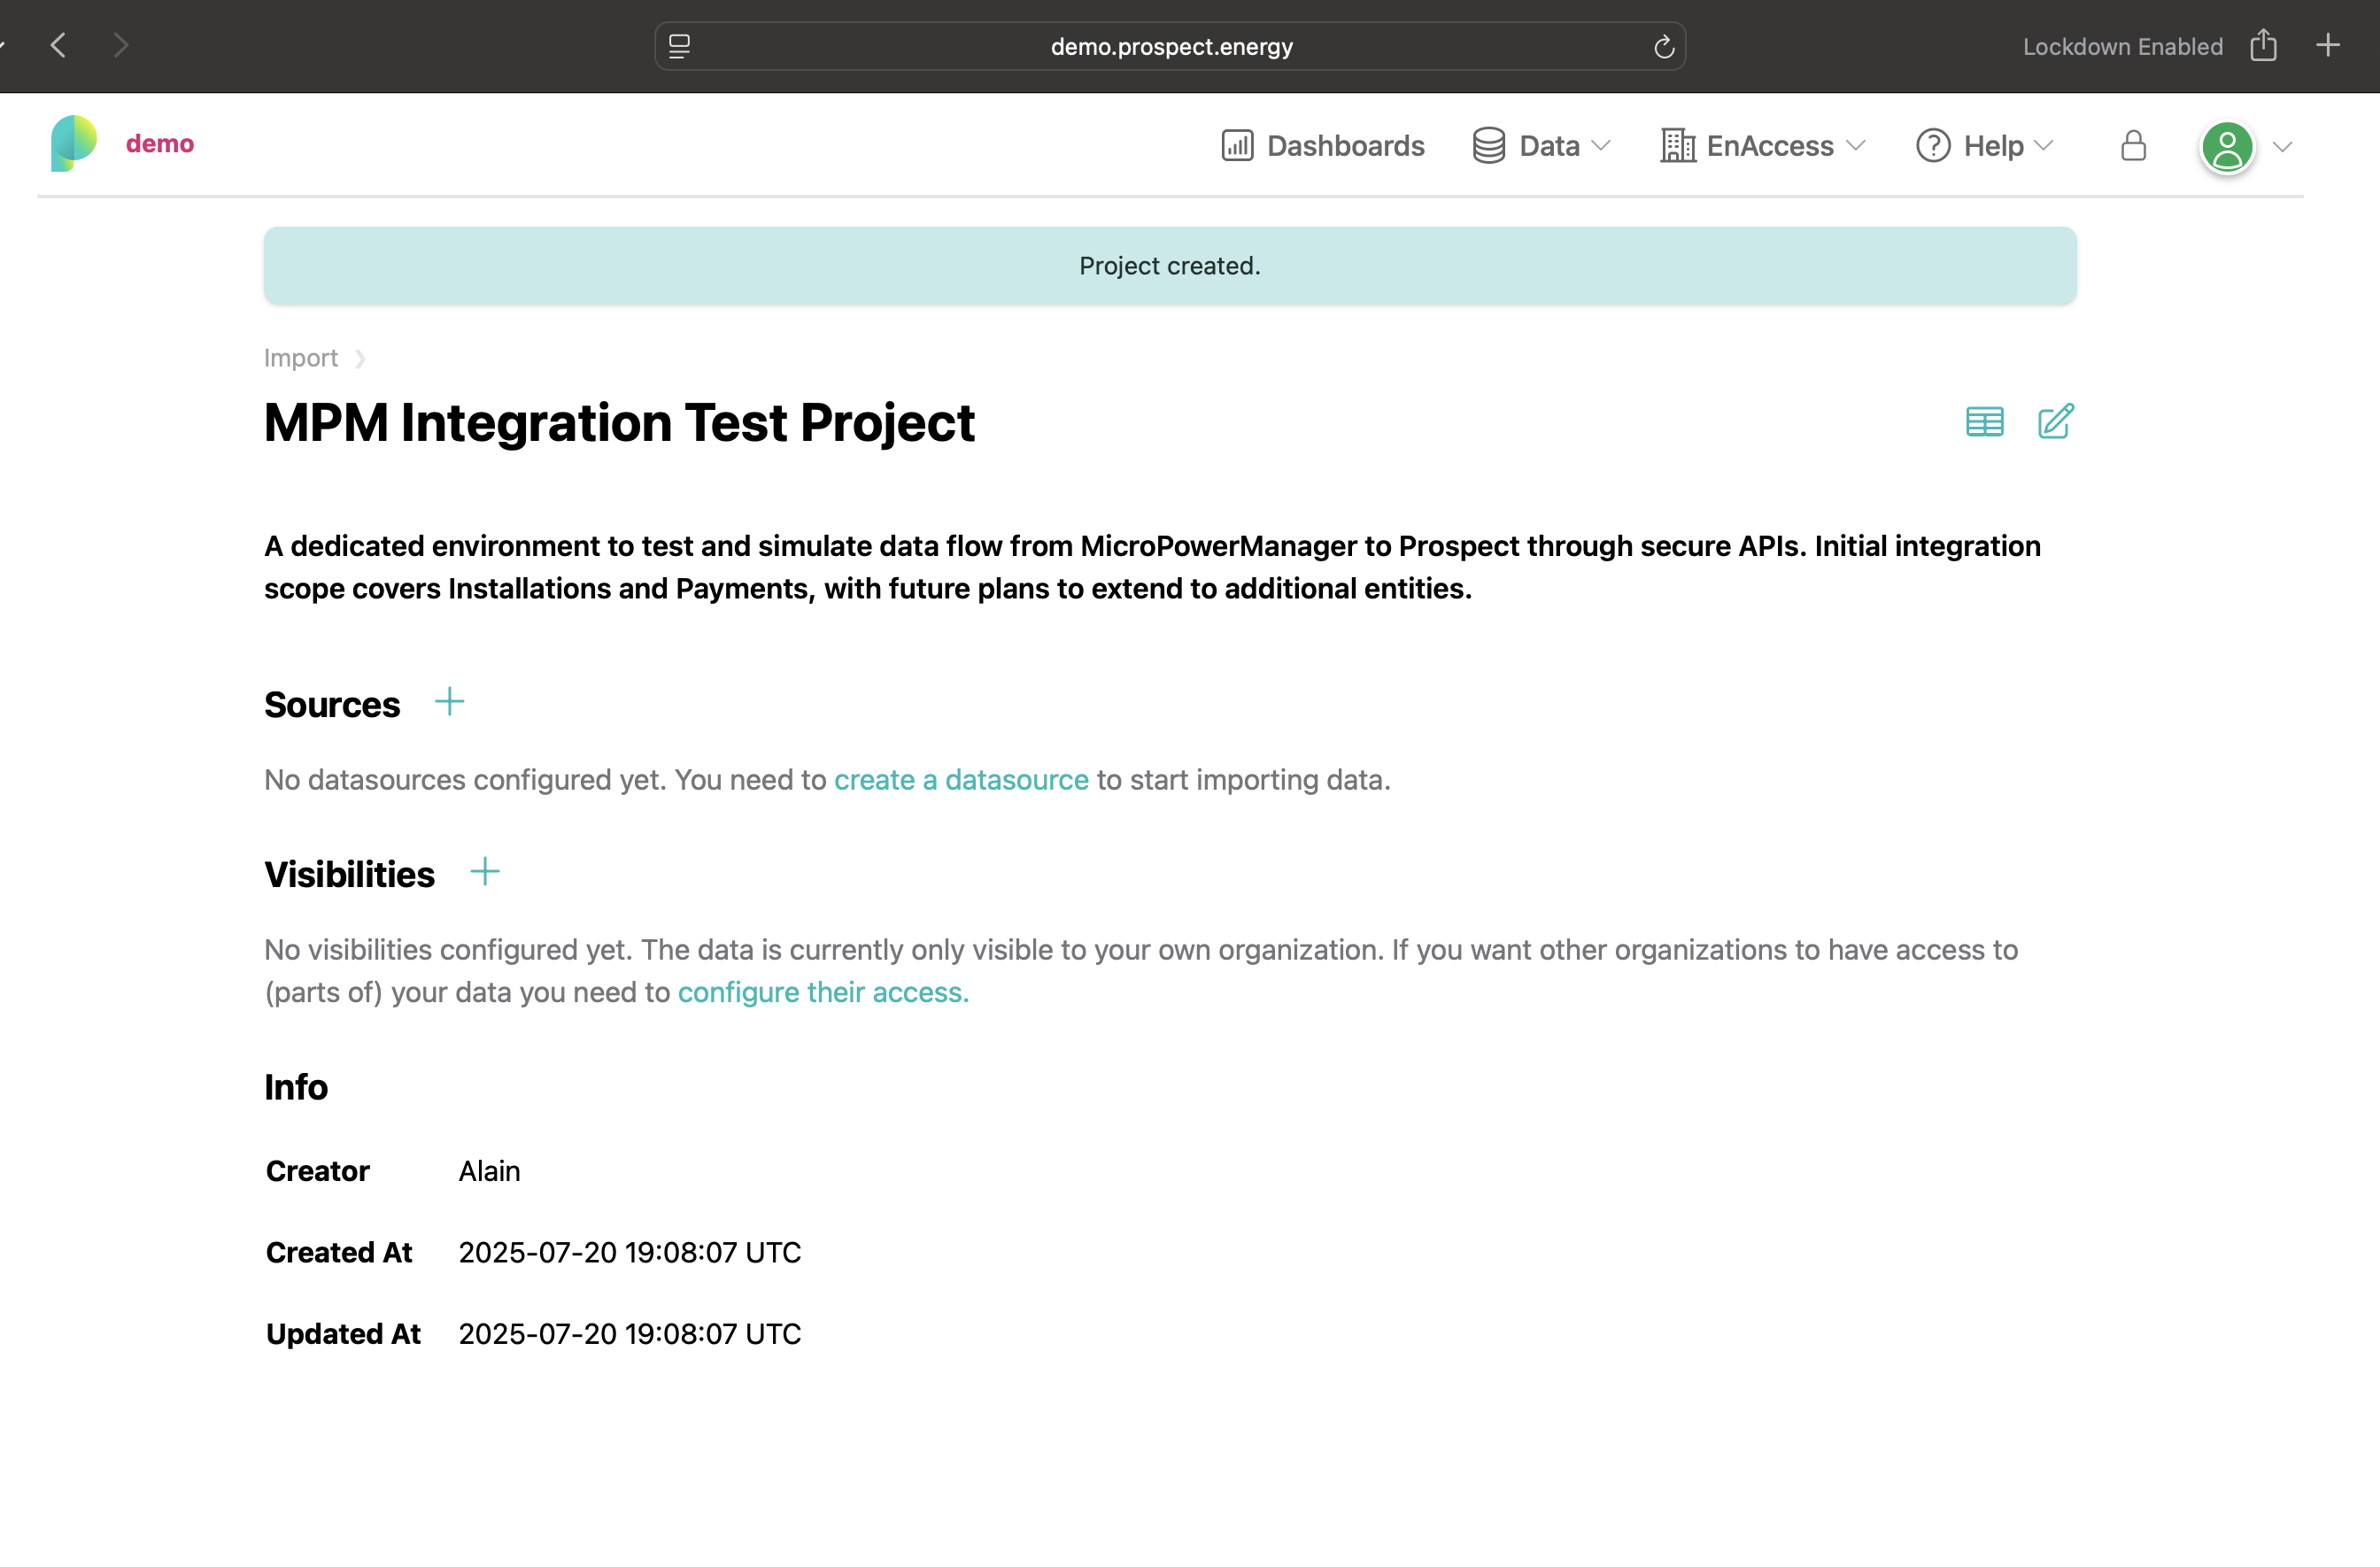 demo.prospect.energy
Lockdown Enabled
demo
Dashboards
Data
EnAccess
Help
Project created.
Import
MPM Integration Test Project
A dedicated environment to test and simulate data flow from MicroPowerManager to Prospect through secure APIs. Initial integration
scope covers Installations and Payments, with future plans to extend to additional entities.
Sources
No datasources configured yet. You need to create a datasource to start importing data.
Visibilities
No visibilities configured yet. The data is currently only visible to your own organization. If you want other organizations to have access to
(parts of) your data you need to configure their access.
Info
Creator Alain
Created At 2025-07-20 19:08:07 UTC
Updated At 2025-07-20 19:08:07 UTC